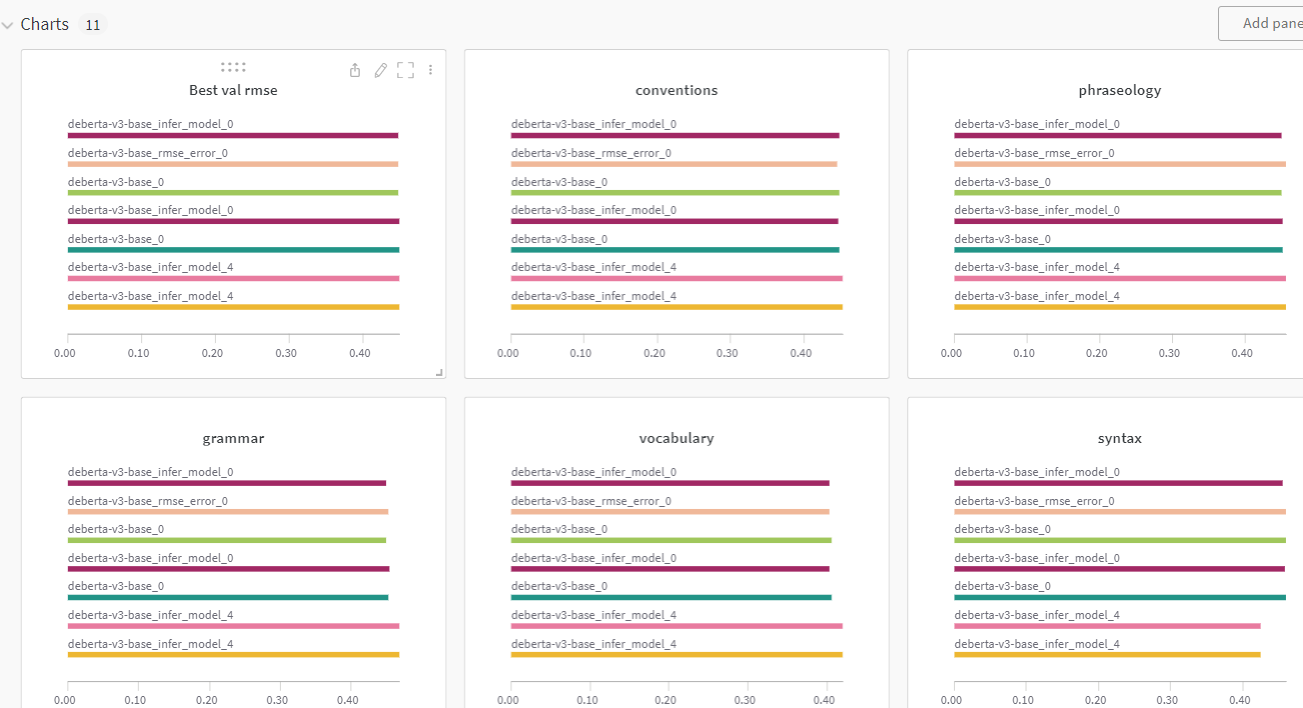 Charts 11
Add pane
Best val rmse
deberta-v3-base_infer_model_0
deberta-v3-base_rmse_error_0
deberta-v3-base_0
deberta-v3-base_infer_model_0
deberta-v3-base_0
deberta-v3-base_infer_model_4
deberta-v3-base_infer_model_4
0.00 0.10 0.20 0.30 0.40
conventions
deberta-v3-base_infer_model_0
deberta-v3-base_rmse_error_0
deberta-v3-base_0
deberta-v3-base_infer_model_0
deberta-v3-base_0
deberta-v3-base_infer_model_4
deberta-v3-base_infer_model_4
0.00 0.10 0.20 0.30 0.40
phraseology
deberta-v3-base_infer_model_0
deberta-v3-base_rmse_error_0
deberta-v3-base_0
deberta-v3-base_infer_model_0
deberta-v3-base_0
deberta-v3-base_infer_model_4
deberta-v3-base_infer_model_4
0.00 0.10 0.20 0.30 0.40
grammar
deberta-v3-base_infer_model_0
deberta-v3-base_rmse_error_0
deberta-v3-base_0
deberta-v3-base_infer_model_0
deberta-v3-base_0
deberta-v3-base_infer_model_4
deberta-v3-base_infer_model_4
0.00 0.10 0.20 0.30 0.40
vocabulary
deberta-v3-base_infer_model_0
deberta-v3-base_rmse_error_0
deberta-v3-base_0
deberta-v3-base_infer_model_0
deberta-v3-base_0
deberta-v3-base_infer_model_4
deberta-v3-base_infer_model_4
0.00 0.10 0.20 0.30 0.40
syntax
deberta-v3-base_infer_model_0
deberta-v3-base_rmse_error_0
deberta-v3-base_0
deberta-v3-base_infer_model_0
deberta-v3-base_0
deberta-v3-base_infer_model_4
deberta-v3-base_infer_model_4
0.00 0.10 0.20 0.30 0.40